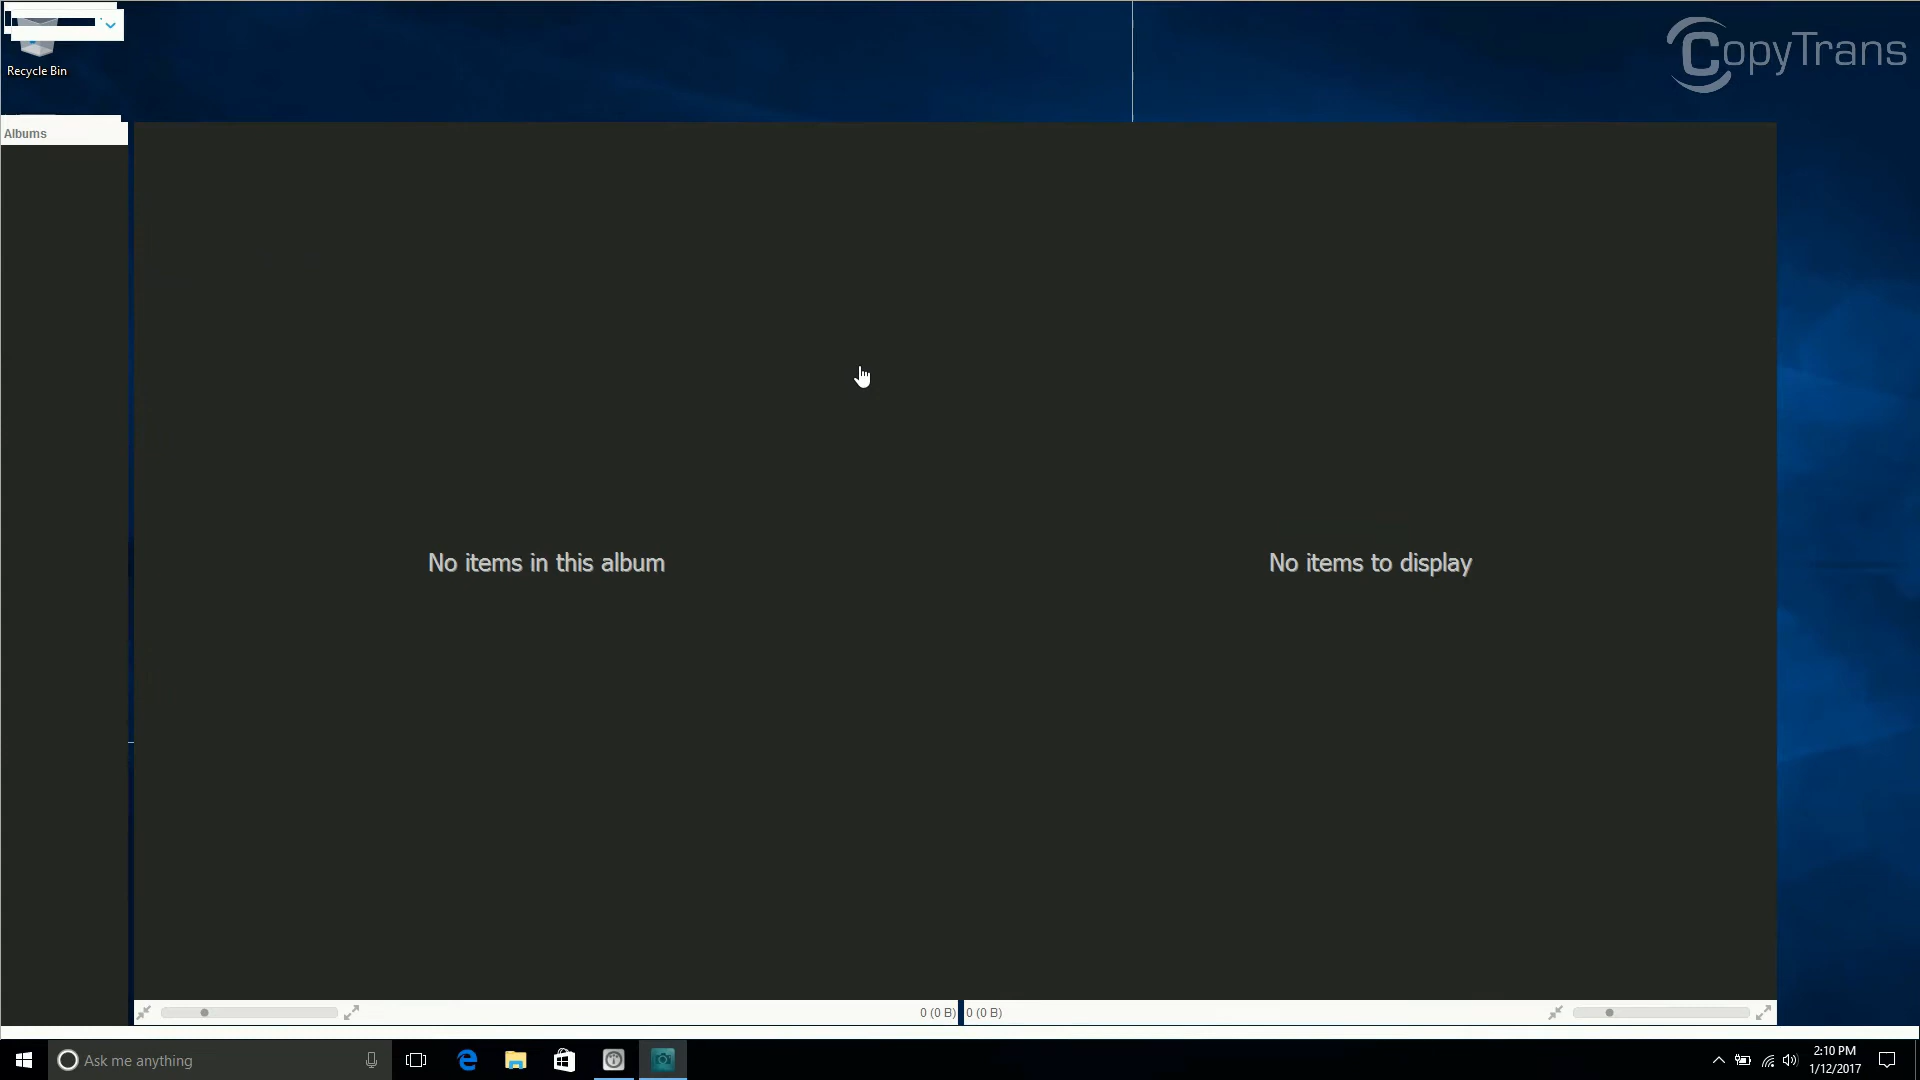 CopyTrans
Recycle Bin
Albums
No items in this album
No items to display
0 (0 B)
0 (0 B)
Ask me anything
2:10 PM
1/12/2017